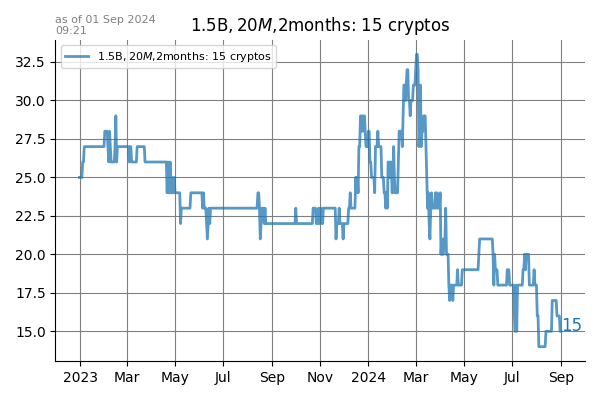 as of 01 Sep 2024
09:21
1.5B, 20M,2months: 15 cryptos
1.5B, 20M,2months: 15 cryptos
32.5
30.0
27.5
25.0
22.5
20.0
17.5
15.0
15
2023 Mar May Jul Sep Nov 2024 Mar May Jul Sep